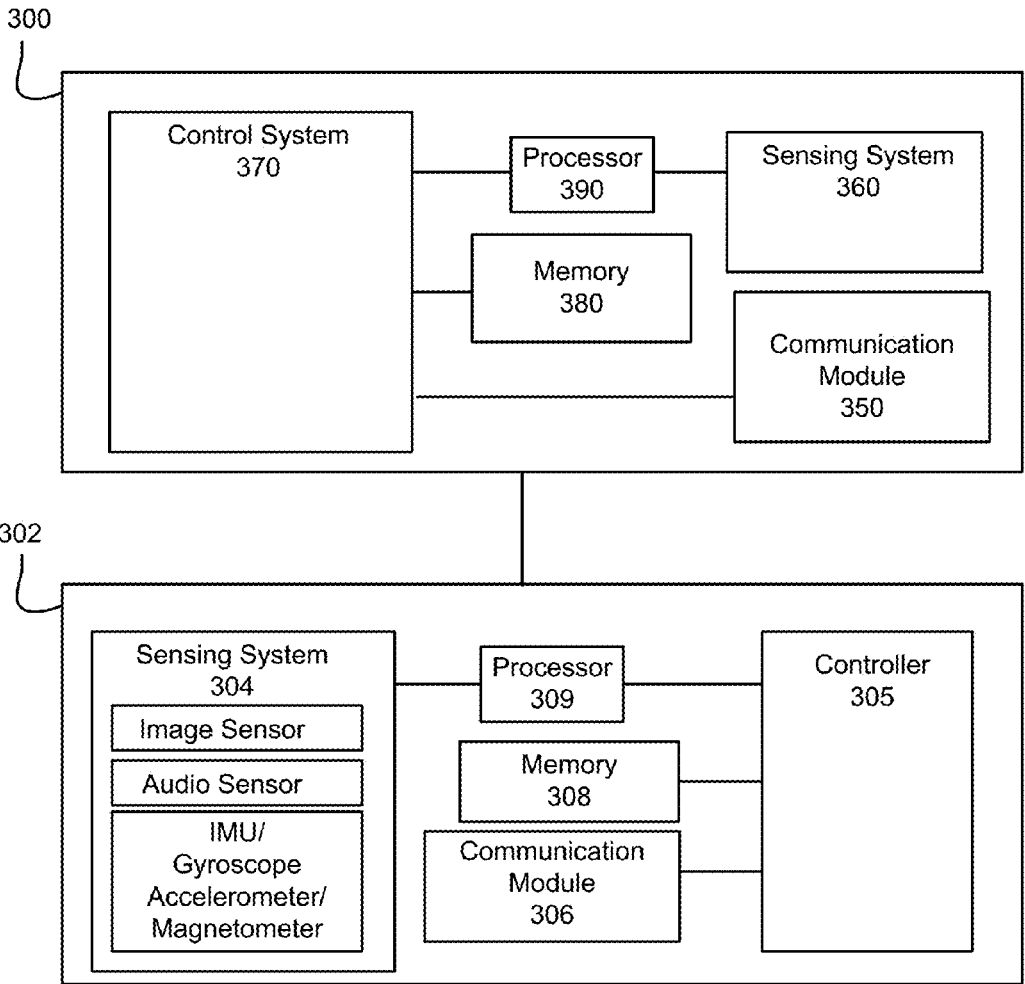 300
Control System
370
Processor
390
Sensing System
360
Memory
380
Communication
Module
350
302
Sensing System
304
Image Sensor
Audio Sensor
IMU/
Gyroscope
Accelerometer/
Magnetometer
Processor
309
Memory
308
Communication
Module
306
Controller
305